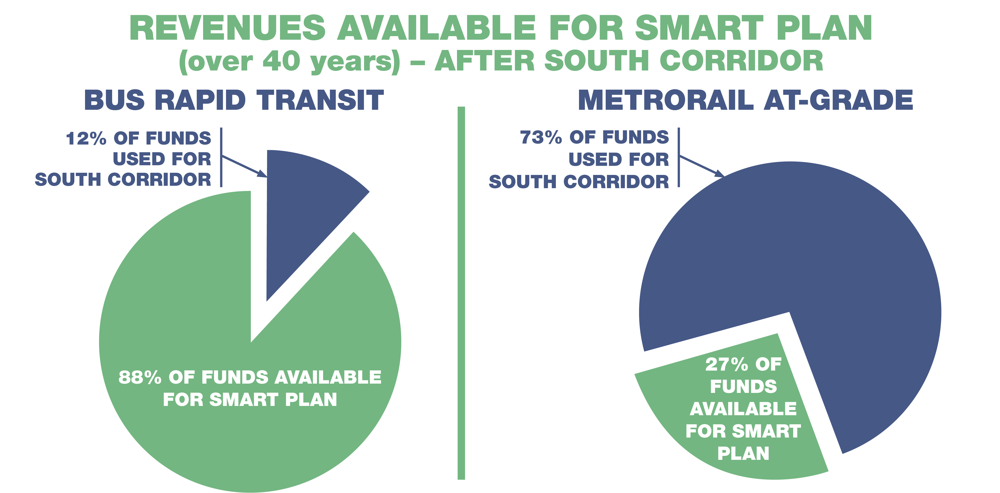 REVENUES AVAILABLE FOR SMART PLAN
(over 40 years) – AFTER SOUTH CORRIDOR
BUS RAPID TRANSIT
12% OF FUNDS
USED FOR
SOUTH CORRIDOR
88% OF FUNDS AVAILABLE
FOR SMART PLAN
METRORAIL AT-GRADE
73% OF FUNDS
USED FOR
SOUTH CORRIDOR
27% OF
FUNDS
AVAILABLE
FOR SMART
PLAN